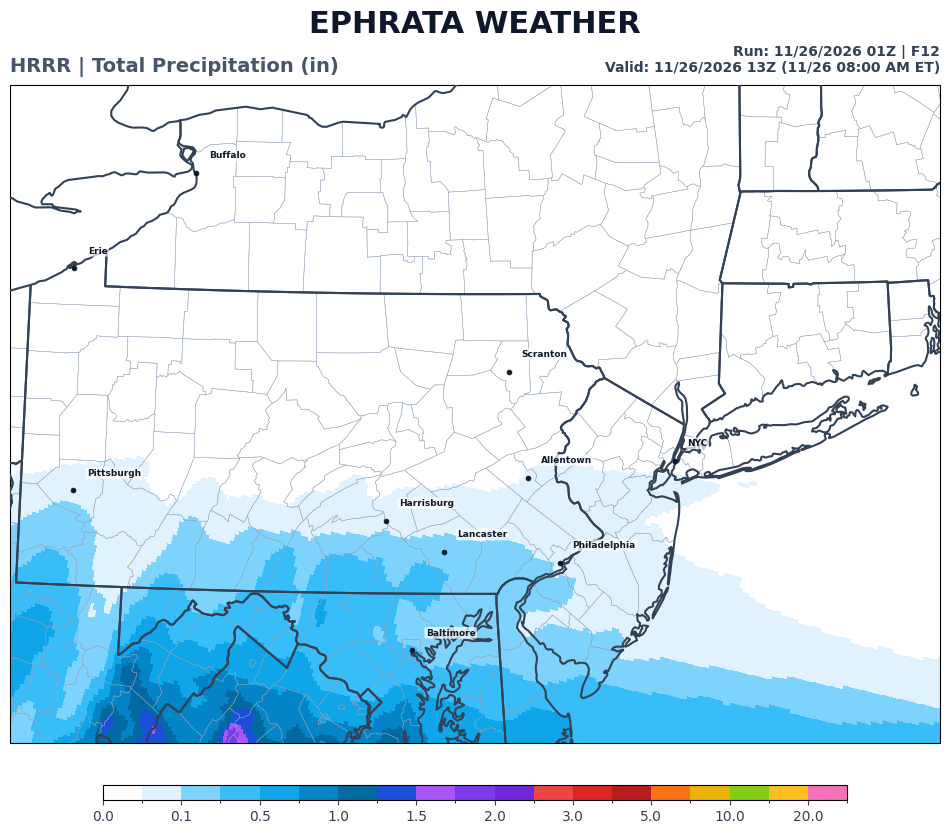 EPHRATA WEATHER
HRRR | Total Precipitation (in)
Run: 11/26/2026 01Z | F12
Valid: 11/26/2026 13Z (11/26 08:00 AM ET)
Buffalo
Erie
Scranton
NYC
Allentown
Pittsburgh
Harrisburg
Lancaster
Philadelphia
Baltimore
0.0 0.1 0.5 1.0 1.5 2.0 3.0 5.0 10.0 20.0